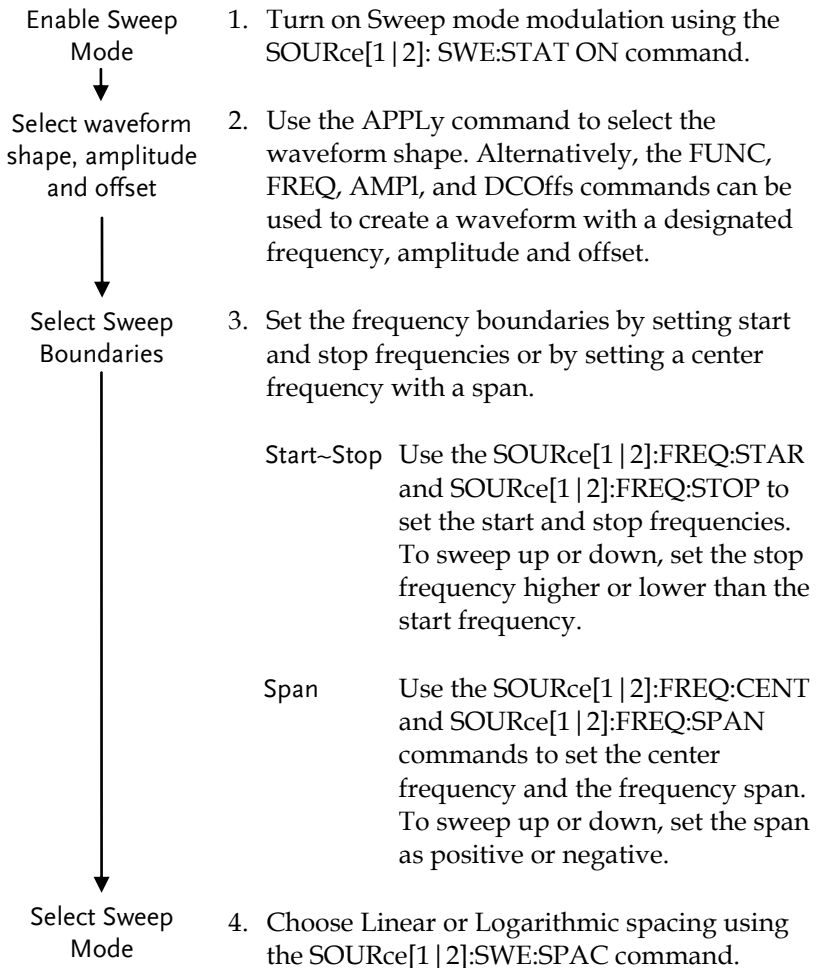 Enable Sweep
Mode
1. Turn on Sweep mode modulation using the
SOURce[1|2]: SWE:STAT ON command.
Select waveform
shape, amplitude
and offset
2. Use the APPLy command to select the
waveform shape. Alternatively, the FUNC,
FREQ, AMPl, and DCOffs commands can be
used to create a waveform with a designated
frequency, amplitude and offset.
Select Sweep
Boundaries
3. Set the frequency boundaries by setting start
and stop frequencies or by setting a center
frequency with a span.
Start~Stop Use the SOURce[1|2]:FREQ:STAR
and SOURce[1|2]:FREQ:STOP to
set the start and stop frequencies.
To sweep up or down, set the stop
frequency higher or lower than the
start frequency.
Span Use the SOURce[1|2]:FREQ:CENT
and SOURce[1|2]:FREQ:SPAN
commands to set the center
frequency and the frequency span.
To sweep up or down, set the span
as positive or negative.
Select Sweep
Mode
4. Choose Linear or Logarithmic spacing using
the SOURce[1|2]:SWE:SPAC command.